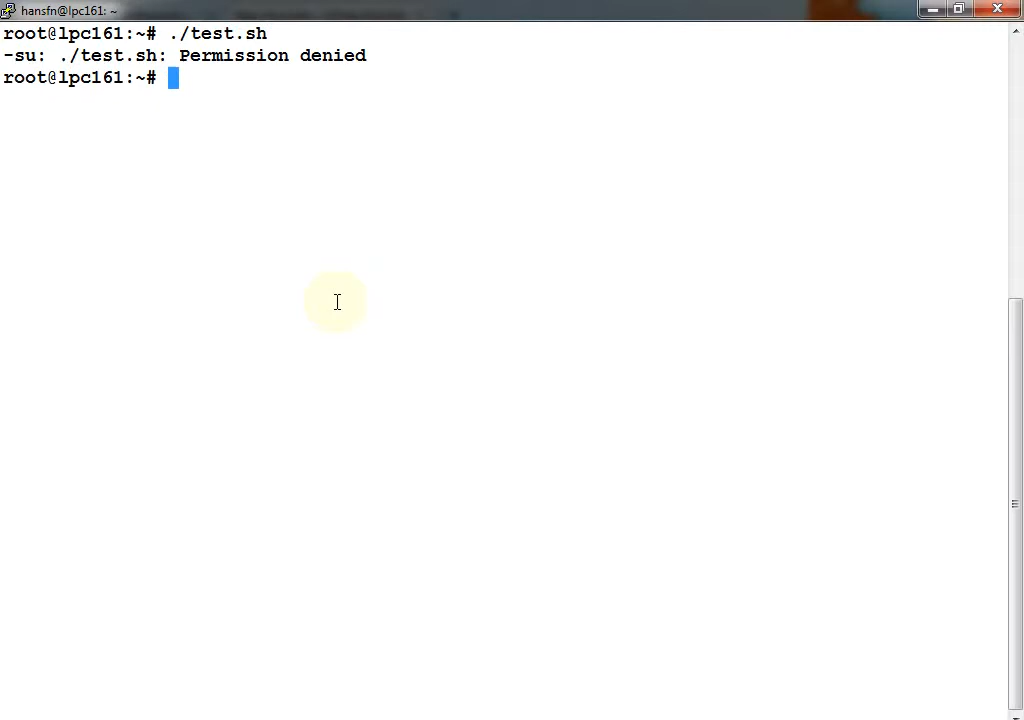 hansfn@lpc161: ~
root@lpc161:~# ./test.sh
-su: ./test.sh: Permission denied
root@lpc161:~#